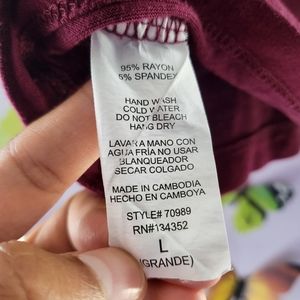 95% RAYON
5% SPANDEX
HAND WASH
COLD WATER
DO NOT BLEACH
HANG DRY
LAVAR A MANO CON
AGUA FRÍA NO USAR
BLANQUEADOR
SECAR COLGADO
MADE IN CAMBODIA
HECHO EN CAMBOYA
STYLE# 70989
RN#134352
L
(GRANDE)